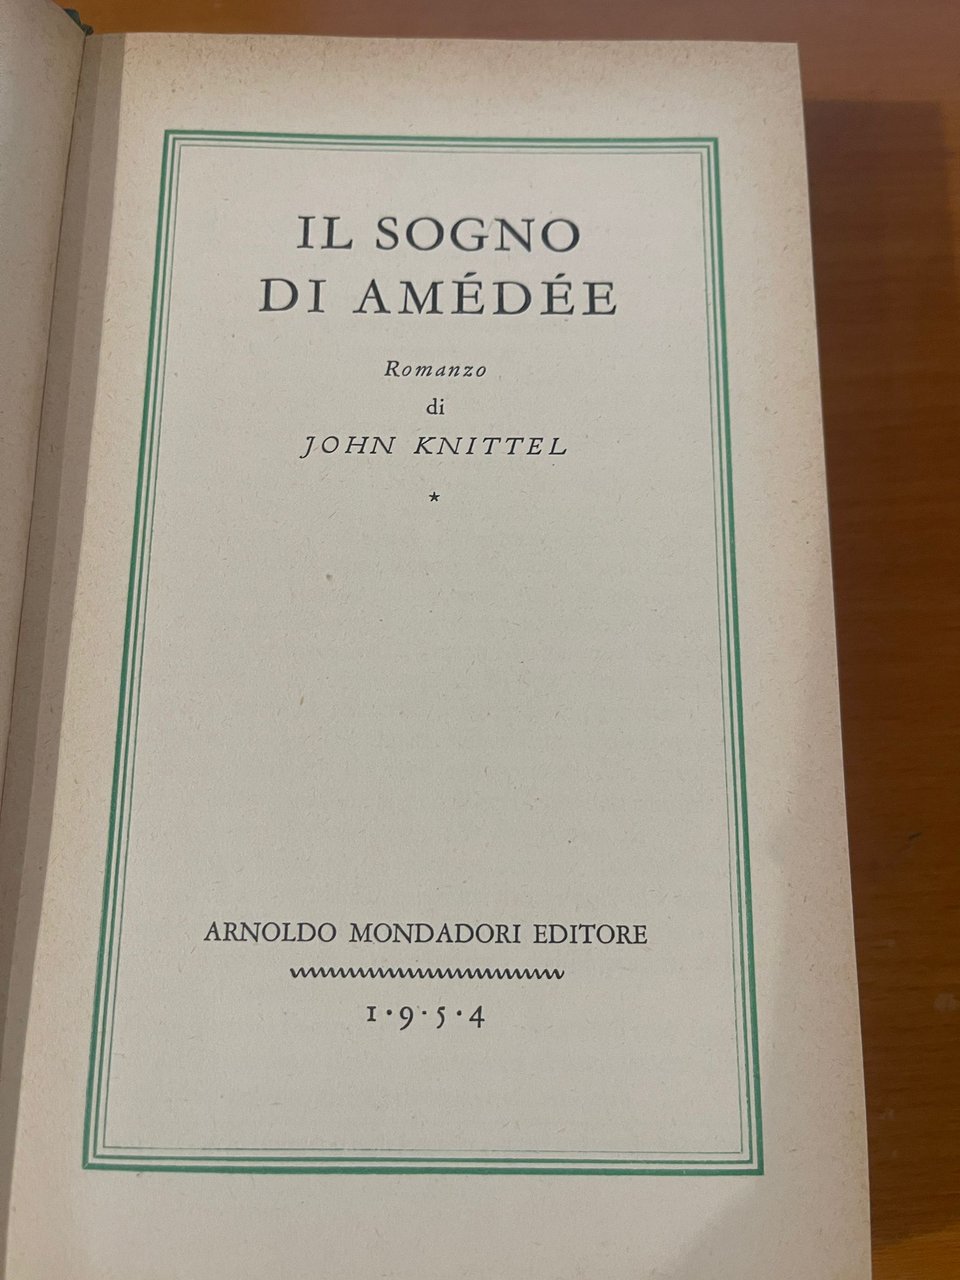 IL SOGNO
DI AMÉDÉE
Romanzo
di
JOHN KNITTEL
*
ARNOLDO MONDADORI EDITORE
1·9·5·4